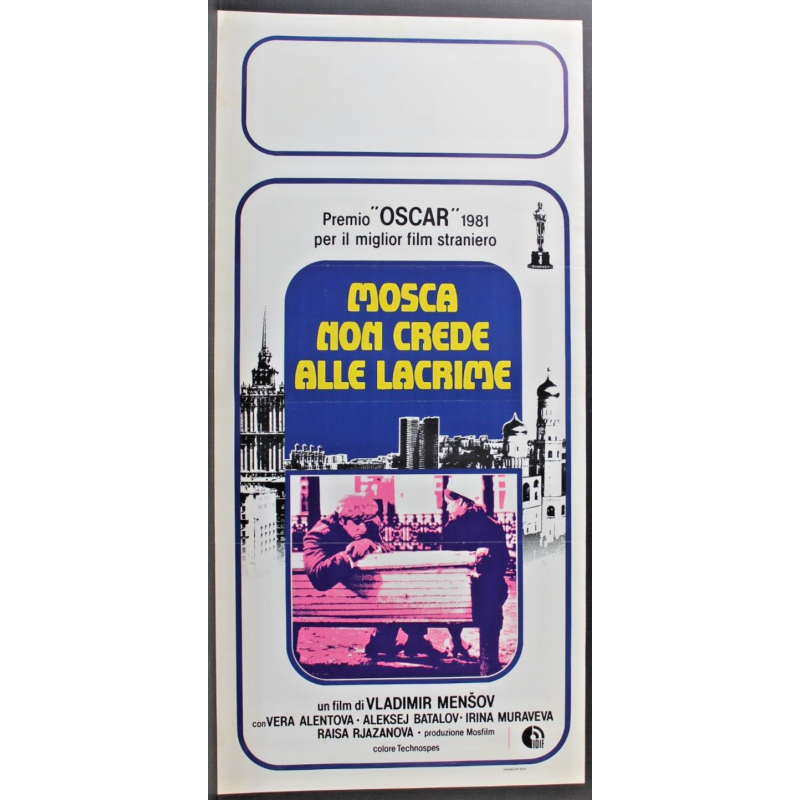 Premio "OSCAR" 1981
per il miglior film straniero
MOSCA
NON CREDE
ALLE LACRIME
un film di VLADIMIR MENŠOV
con VERA ALENTOVA · ALEKSEJ BATALOV · IRINA MURAVEVA
RAISA RJAZANOVA · produzione Mosfilm
colore Technospes
IDIF